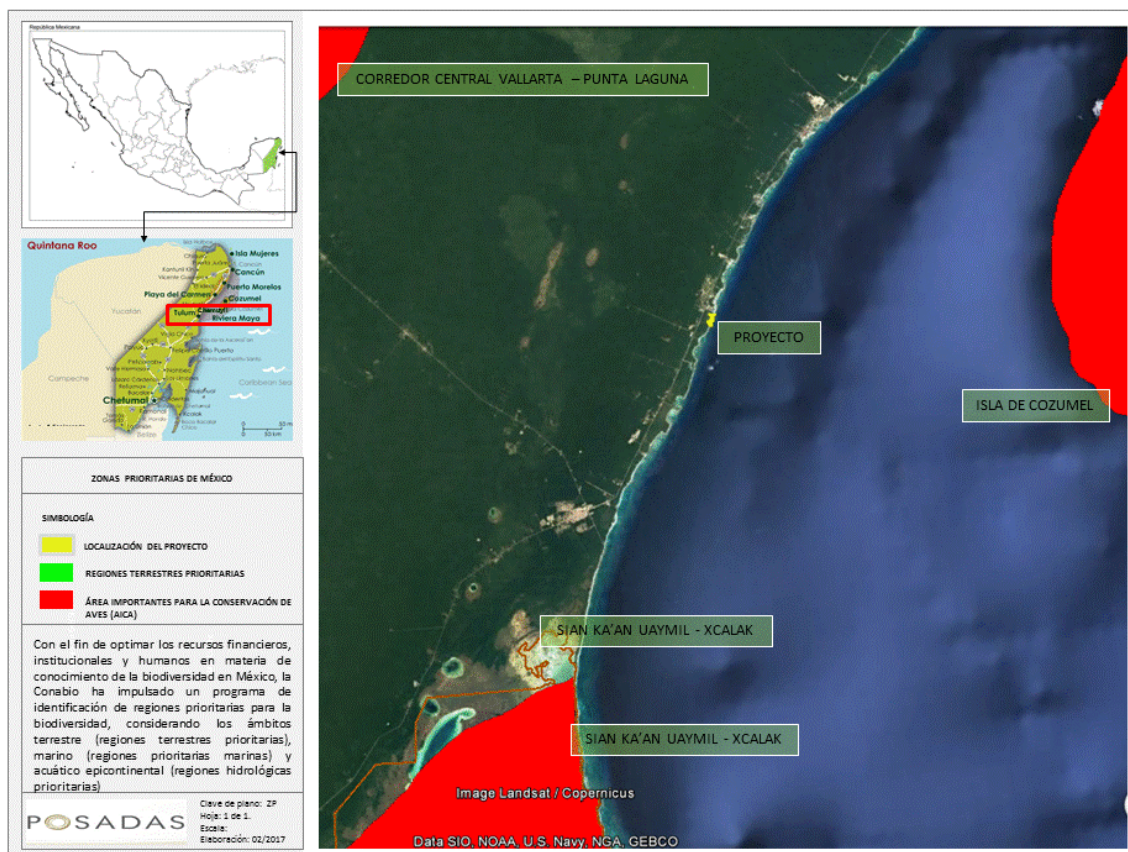 República Mexicana
Quintana Roo
Isla Mujeres
Cancún
Puerto Morelos
Playa del Carmen
Cozumel
Tulum
Riviera Maya
Yucatán
Felipe Carrillo Puerto
Campeche
Caribbean Sea
Chetumal
ZONAS PRIORITARIAS DE MÉXICO
SIMBOLOGÍA
LOCALIZACIÓN DEL PROYECTO
REGIONES TERRESTRES PRIORITARIAS
ÁREA IMPORTANTES PARA LA CONSERVACIÓN DE
AVES (AICA)
Con el fin de optimar los recursos financieros,
institucionales y humanos en materia de
conocimiento de la biodiversidad en México, la
Conabio ha impulsado un programa de
identificación de regiones prioritarias para la
biodiversidad, considerando los ámbitos
terrestre (regiones terrestres prioritarias),
marino (regiones prioritarias marinas) y
acuático epicontinental (regiones hidrológicas
prioritarias)
POSADAS
Clave de plano: ZP
Hoja: 1 de 1.
Escala:
Elaboración: 02/2017
CORREDOR CENTRAL VALLARTA – PUNTA LAGUNA
PROYECTO
ISLA DE COZUMEL
SIAN KA'AN UAYMIL - XCALAK
SIAN KA'AN UAYMIL - XCALAK
Image Landsat / Copernicus
Data SIO, NOAA, U.S. Navy, NGA, GEBCO